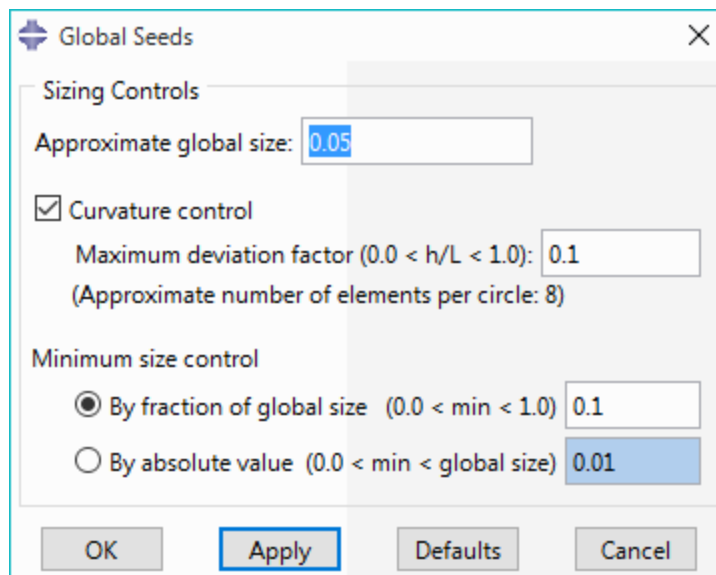 Global Seeds
Sizing Controls
Approximate global size: 0.05
Curvature control
Maximum deviation factor (0.0 < h/L < 1.0): 0.1
(Approximate number of elements per circle: 8)
Minimum size control
By fraction of global size (0.0 < min < 1.0) 0.1
By absolute value (0.0 < min < global size) 0.01
OK Apply Defaults Cancel